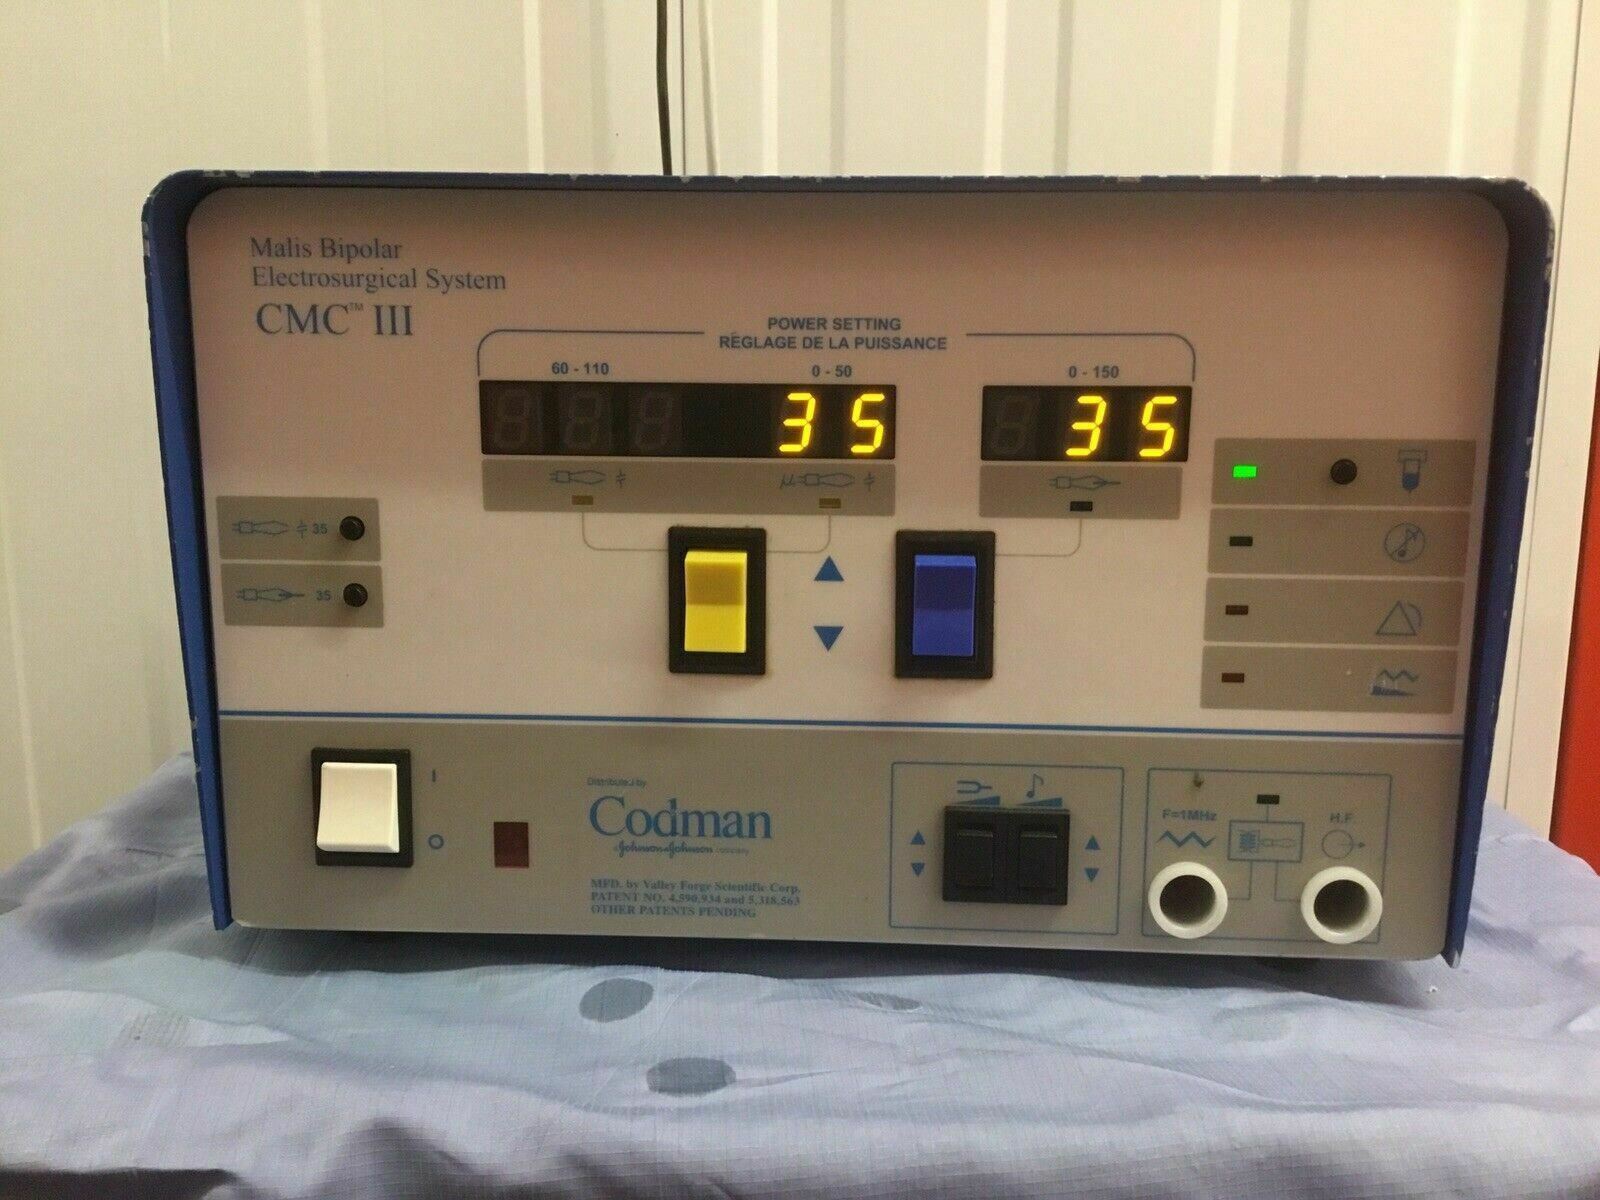 Malis Bipolar
Electrosurgical System
CMC™ III
POWER SETTING
RÉGLAGE DE LA PUISSANCE
60 - 110
0 - 50
0 - 150
35
35
μ
35
35
I
O
Distributed by
Codman
a Johnson & Johnson company
MFD. by Valley Forge Scientific Corp.
PATENT NO. 4,590,934 and 5,318,563
OTHER PATENTS PENDING
F=1MHz
H.F.